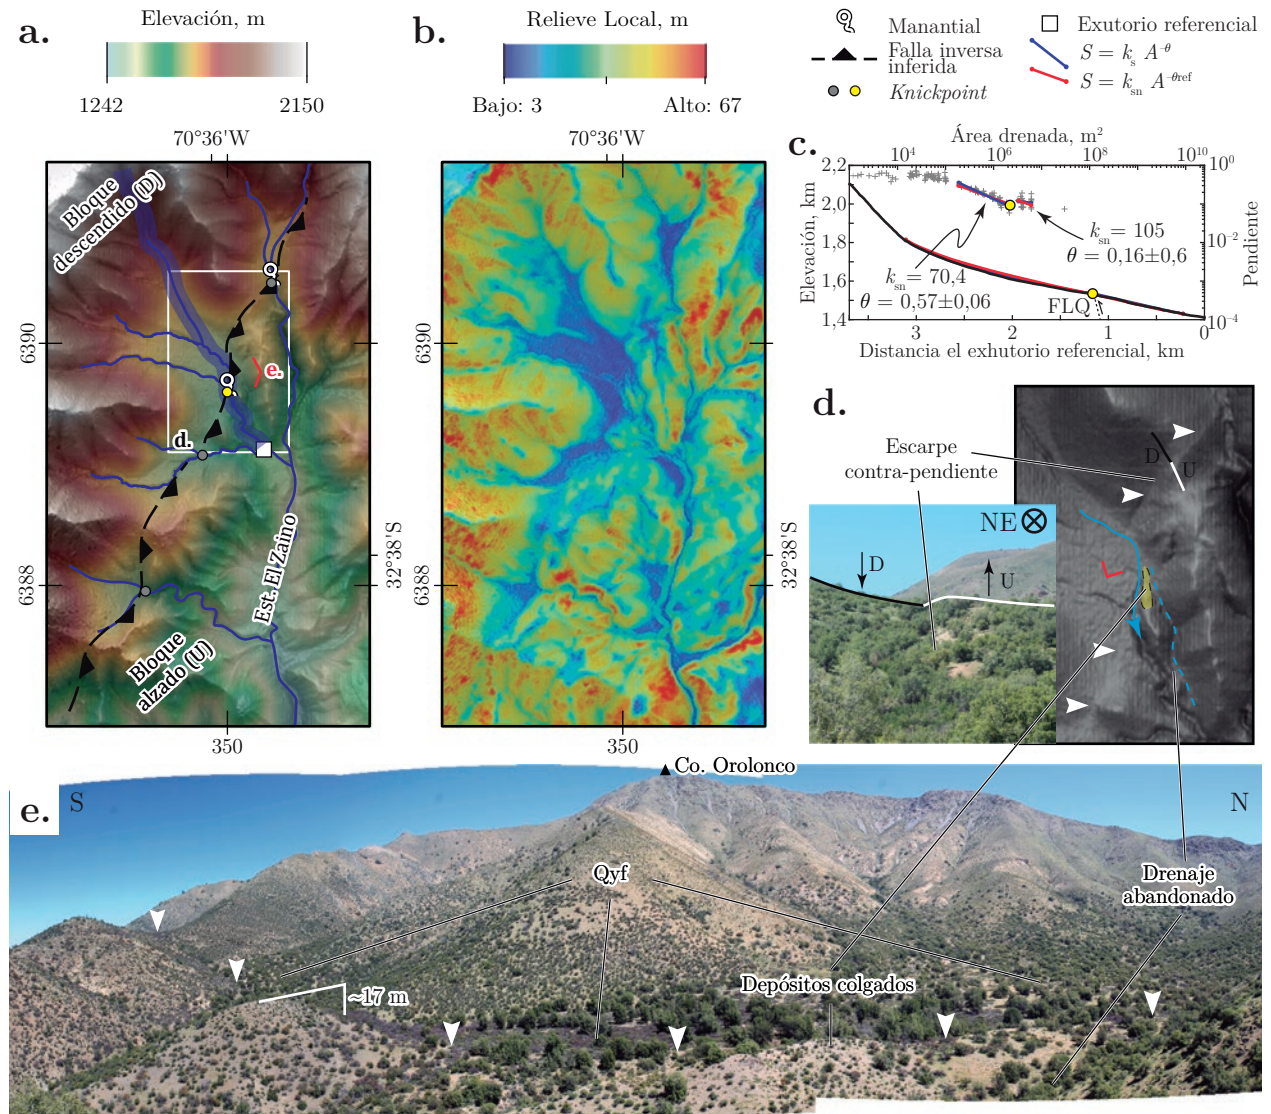 a.
Elevación, m
1242
2150
70°36'W
Bloque
descendido (D)
6390
e.
d.
Est. El Zaino
6388
32°38'S
Bloque
alzado (U)
350
b.
Relieve Local, m
Bajo: 3
Alto: 67
70°36'W
6390
6388
32°38'S
350
Manantial
Falla inversa
inferida
Knickpoint
Exutorio referencial
S = kₛ A⁻θ
S = kₛₙ A⁻θref
c.
Área drenada, m²
10⁴
10⁶
10⁸
10¹⁰
2,2
2,0
1,8
1,6
1,4
Elevación, km
10⁰
10⁻²
10⁻⁴
Pendiente
kₛₙ = 105
θ = 0,16±0,6
kₛₙ = 70,4
θ = 0,57±0,06
FLQ
3
2
1
0
Distancia el exhutorio referencial, km
d.
Escarpe
contra-pendiente
D
U
NE
D
U
e.
S
Co. Orolonco
N
Qyf
Drenaje
abandonado
Depósitos colgados
~17 m